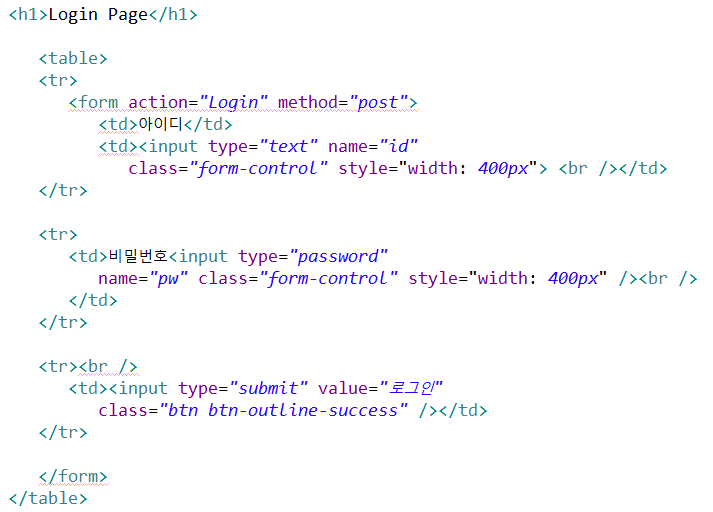 <h1>Login Page</h1>
<table>
<tr>
<form action="Login" method="post">
<td>아이디</td>
<td><input type="text" name="id"
class="form-control" style="width: 400px"> <br /></td>
</tr>
<tr>
<td>비밀번호<input type="password"
name="pw" class="form-control" style="width: 400px" /><br />
</td>
</tr>
<tr><br />
<td><input type="submit" value="로그인"
class="btn btn-outline-success" /></td>
</tr>
</form>
</table>